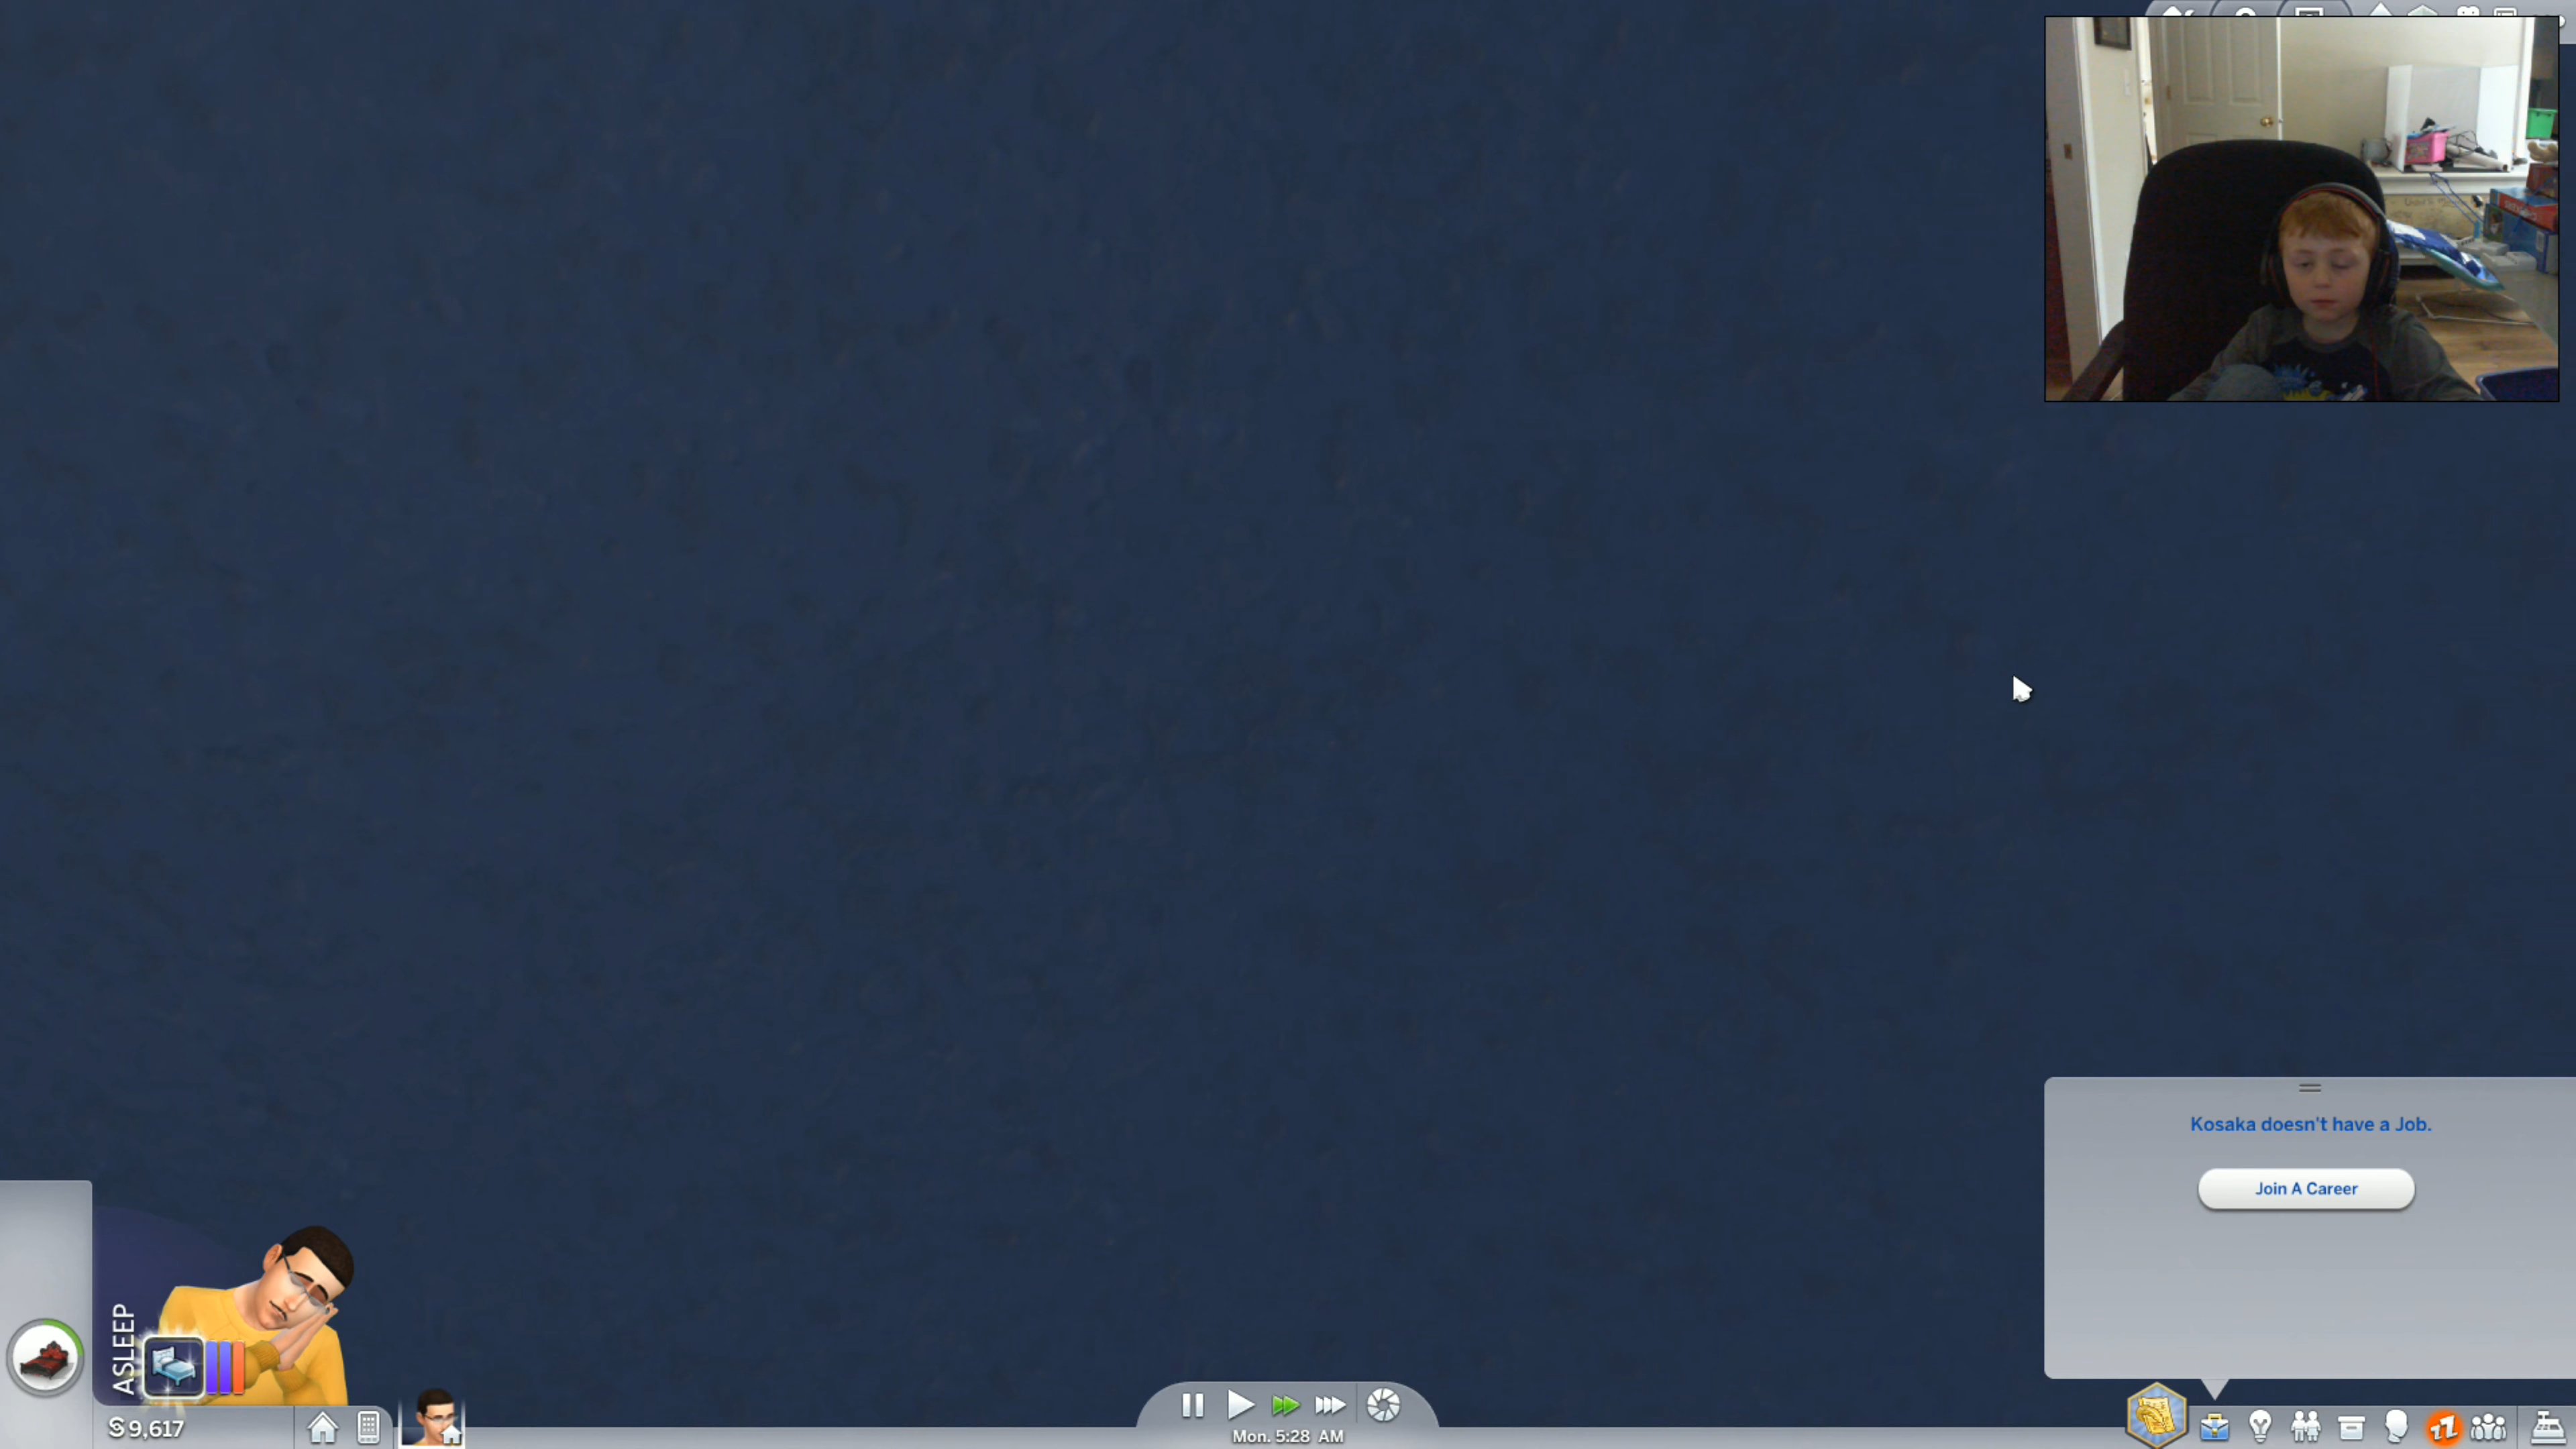 Kosaka doesn't have a Job.
Join A Career
ASLEEP
§9,617
Mon. 5:28 AM